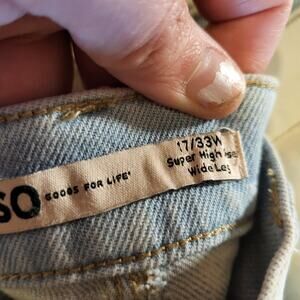 SO GOODS FOR LIFE'
17/33W
Super High Rise
Wide Leg